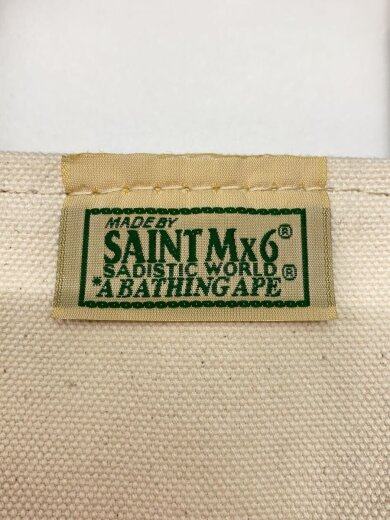 MADE BY
SAINT Mx6®
SADISTIC WORLD ®
*A BATHING APE